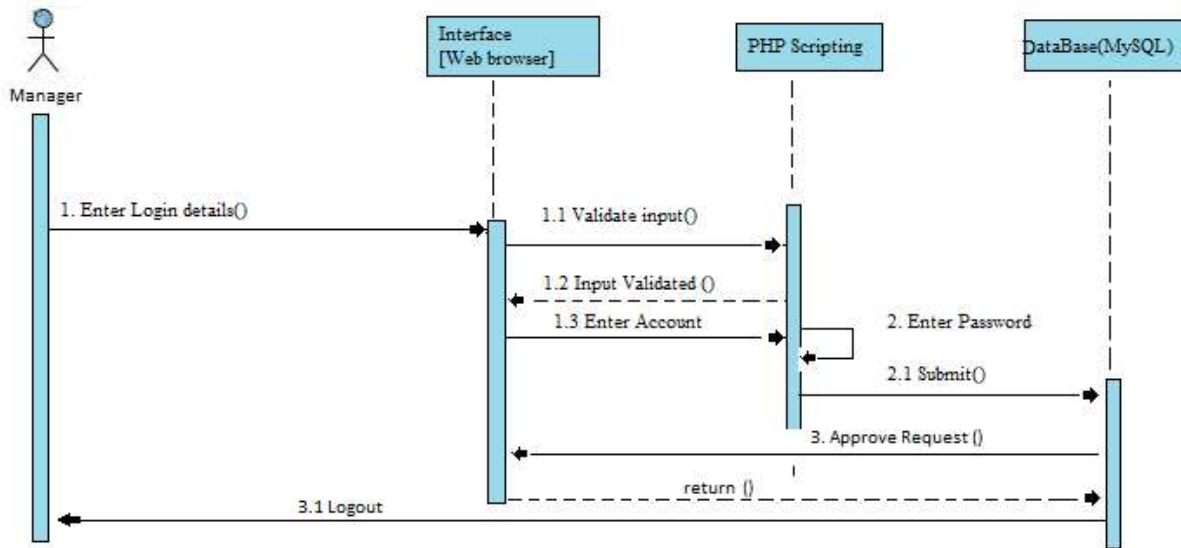 Interface
[Web browser]
PHP Scripting
DataBase(MySQL)
Manager
1. Enter Login details()
1.1 Validate input()
1.2 Input Validated ()
1.3 Enter Account
2. Enter Password
2.1 Submit()
3. Approve Request ()
return ()
3.1 Logout